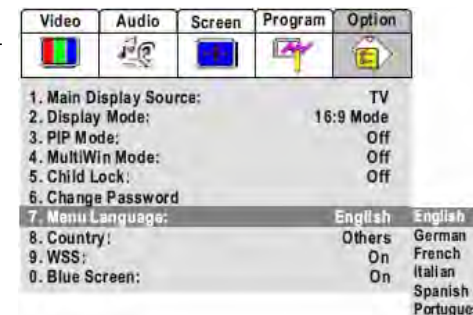 Video Audio Screen Program Option
1. Main Display Source: TV
2. Display Mode: 16:9 Mode
3. PIP Mode: Off
4. MultiWin Mode: Off
5. Child Lock: Off
6. Change Password
7. Menu Language: English English
8. Country: Others German
9. WSS: On French
0. Blue Screen: On Italian
Spanish
Portugue